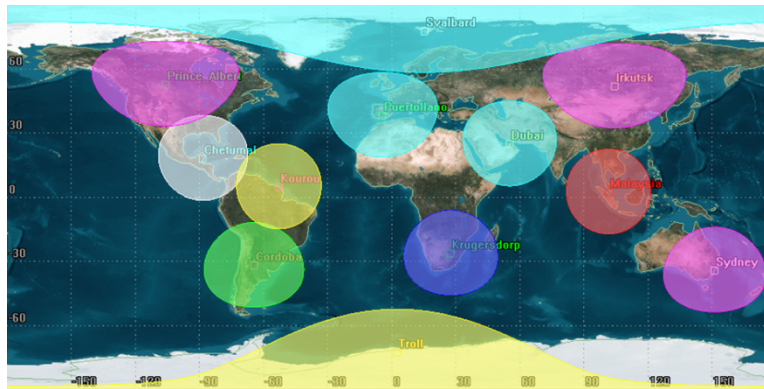 Svalbard
60
Prince Albert
Irkutsk
Puertollano
30
Dubai
Chetumal
Kourou
Malaysia
0
Krugersdorp
Cordoba
-30
Sydney
-60
Troll
-150 -120 -90 -60 -30 0 30 60 90 120 150